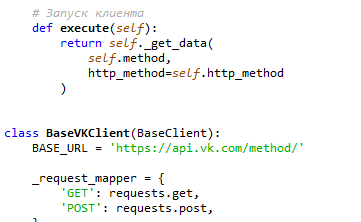 # Запуск клиента
def execute(self):
return self._get_data(
self.method,
http_method=self.http_method
)
class BaseVKClient(BaseClient):
BASE_URL = 'https://api.vk.com/method/'
_request_mapper = {
'GET': requests.get,
'POST': requests.post,
}